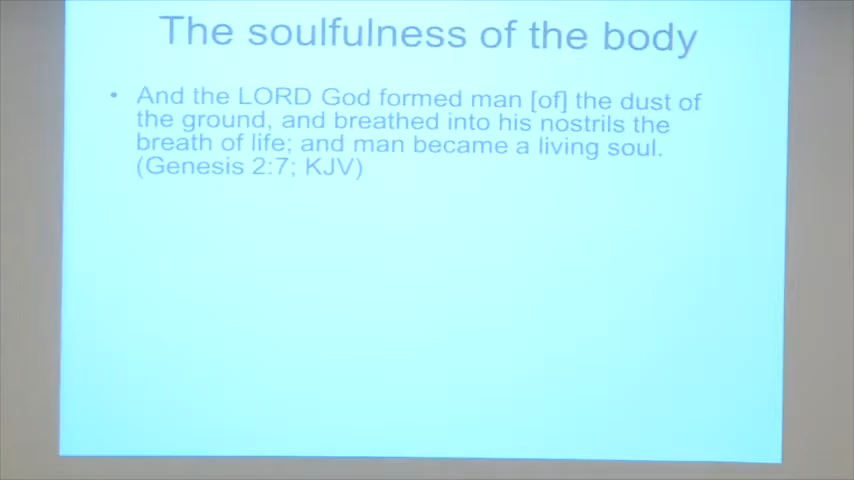 The soulfulness of the body
• And the LORD God formed man [of] the dust of
the ground, and breathed into his nostrils the
breath of life; and man became a living soul.
(Genesis 2:7; KJV)